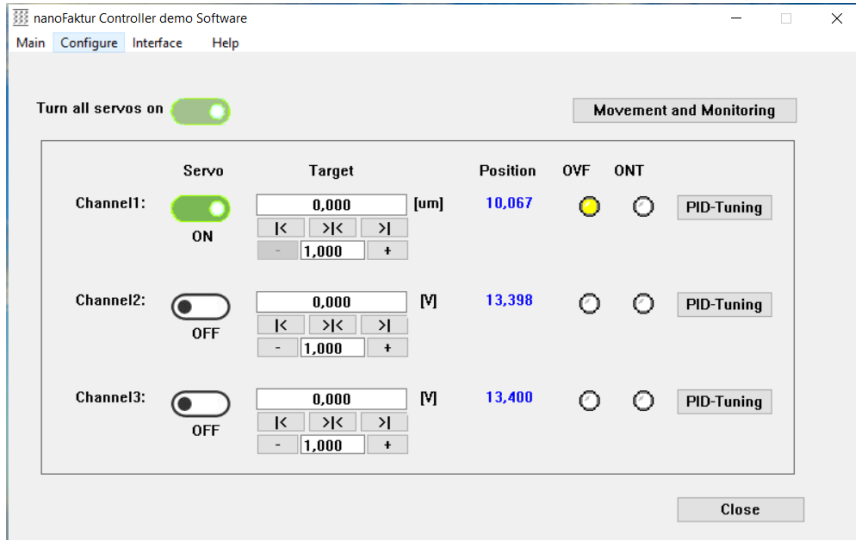 nanoFaktur Controller demo Software
Main Configure Interface Help
Turn all servos on
Movement and Monitoring
Servo Target Position OVF ONT
Channel1: 0,000 [um] 10,067 PID-Tuning
|< >|< >|
ON
- 1,000 +
Channel2: 0,000 [V] 13,398 PID-Tuning
|< >|< >|
OFF
- 1,000 +
Channel3: 0,000 [V] 13,400 PID-Tuning
|< >|< >|
OFF
- 1,000 +
Close